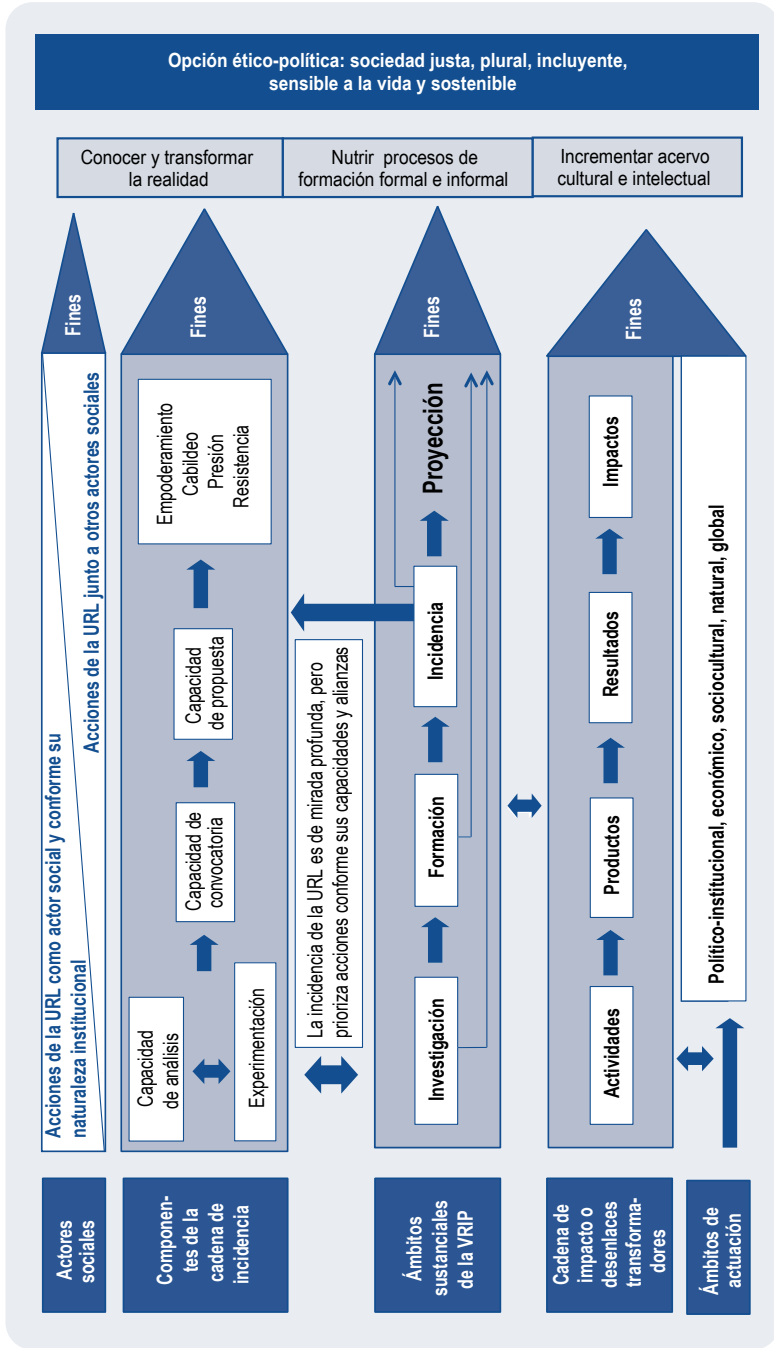 Opción ético-política: sociedad justa, plural, incluyente,
sensible a la vida y sostenible
Conocer y transformar
la realidad
Nutrir procesos de
formación formal e informal
Incrementar acervo
cultural e intelectual
Actores
sociales
Acciones de la URL como actor social y conforme su
naturaleza institucional
Acciones de la URL junto a otros actores sociales
Fines
Componen-
tes de la
cadena de
incidencia
Capacidad
de análisis
Experimentación
Capacidad de
convocatoria
Capacidad
de propuesta
Empoderamiento
Cabildeo
Presión
Resistencia
Fines
La incidencia de la URL es de mirada profunda, pero
prioriza acciones conforme sus capacidades y alianzas
Ámbitos
sustanciales
de la VRIP
Investigación
Formación
Incidencia
Proyección
Fines
Cadena de
impacto o
desenlaces
transforma-
dores
Actividades
Productos
Resultados
Impactos
Fines
Ámbitos de
actuación
Político-institucional, económico, sociocultural, natural, global